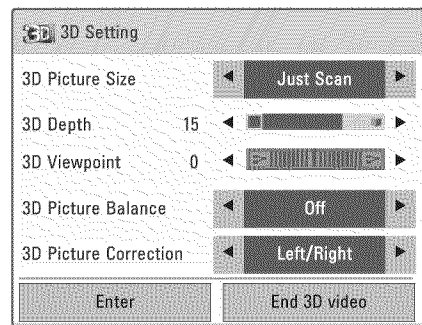 3D 3D Setting
3D Picture Size Just Scan
3D Depth 15
3D Viewpoint 0
3D Picture Balance Off
3D Picture Correction Left/Right
Enter End 3D video